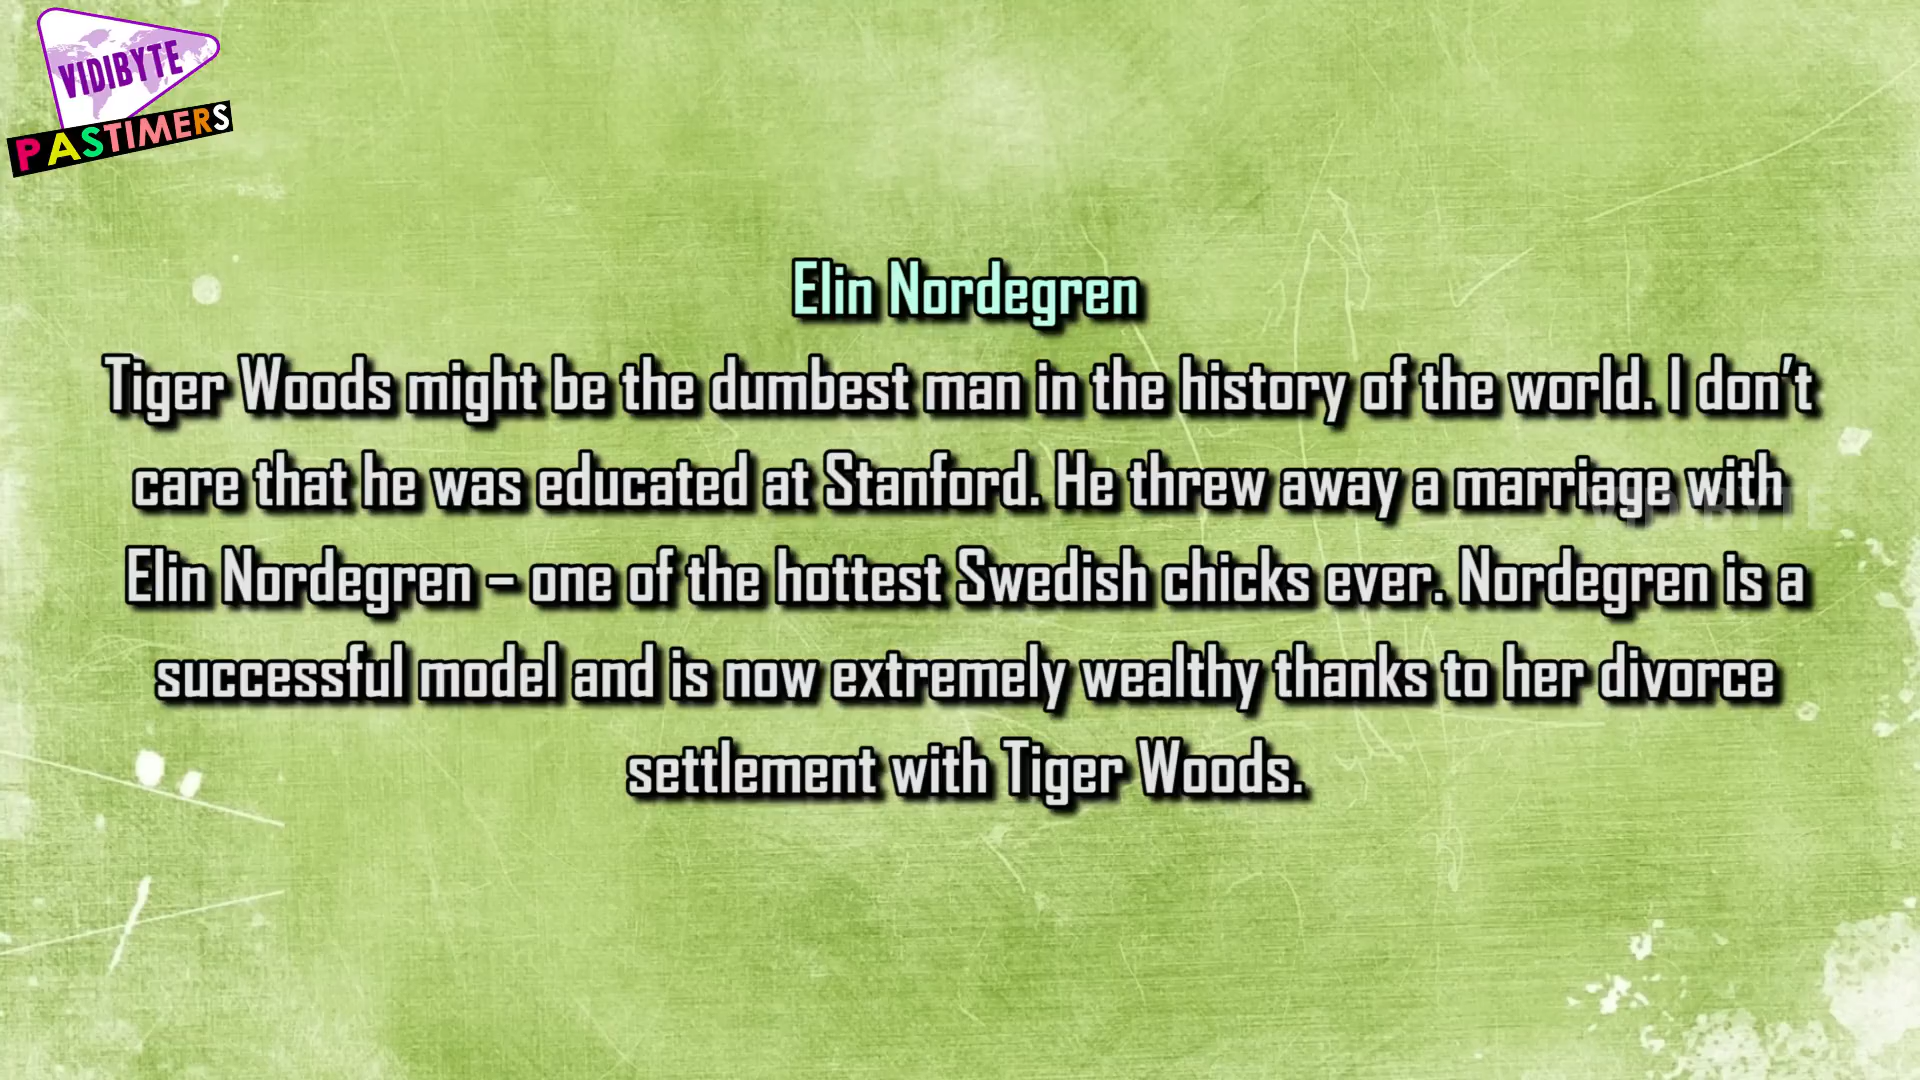 VIDIBYTE
PASTIMERS
Elin Nordegren
Tiger Woods might be the dumbest man in the history of the world. I don’t
care that he was educated at Stanford. He threw away a marriage with
VIDIBYTE
Elin Nordegren – one of the hottest Swedish chicks ever. Nordegren is a
successful model and is now extremely wealthy thanks to her divorce
settlement with Tiger Woods.